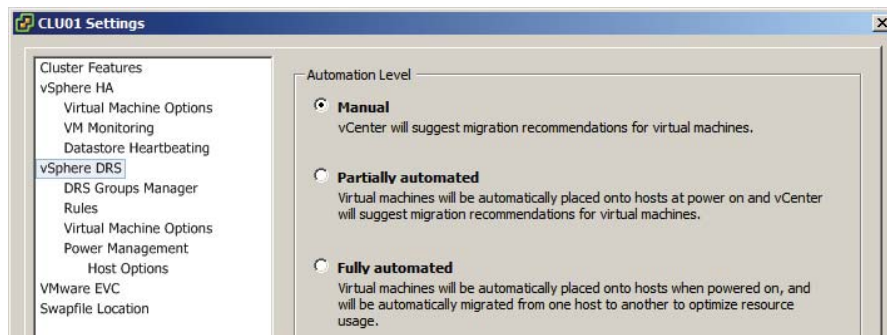 CLU01 Settings
Cluster Features
vSphere HA
Virtual Machine Options
VM Monitoring
Datastore Heartbeating
vSphere DRS
DRS Groups Manager
Rules
Virtual Machine Options
Power Management
Host Options
VMware EVC
Swapfile Location
Automation Level
Manual
vCenter will suggest migration recommendations for virtual machines.
Partially automated
Virtual machines will be automatically placed onto hosts at power on and vCenter
will suggest migration recommendations for virtual machines.
Fully automated
Virtual machines will be automatically placed onto hosts when powered on, and
will be automatically migrated from one host to another to optimize resource
usage.